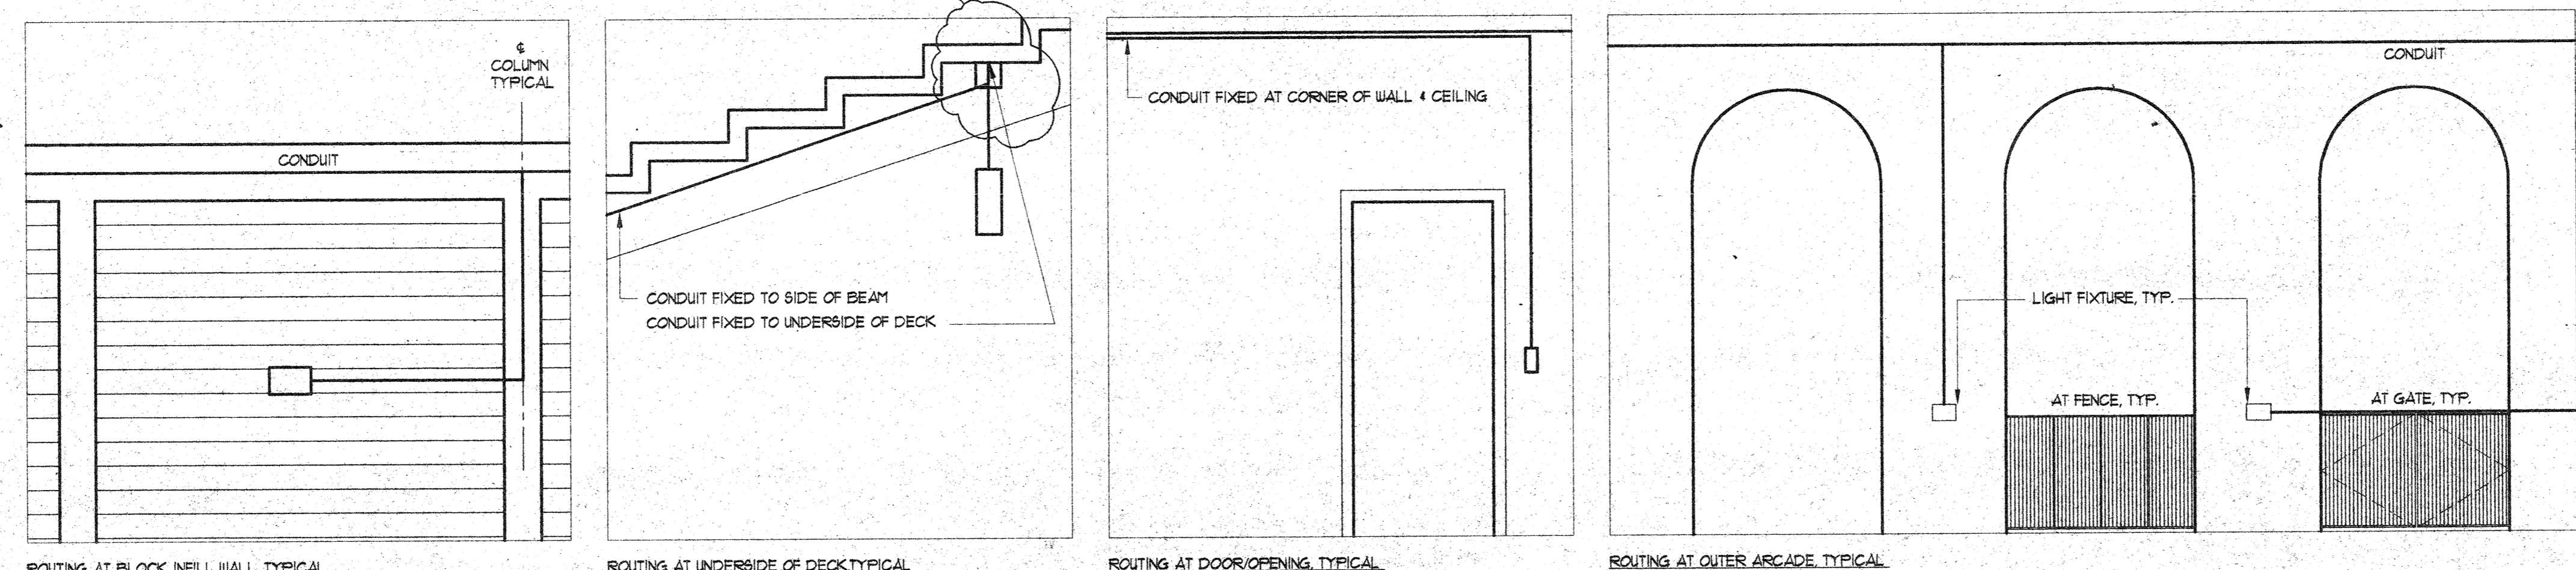 ℄
COLUMN
TYPICAL
CONDUIT
ROUTING AT BLOCK INFILL WALL, TYPICAL
CONDUIT FIXED TO SIDE OF BEAM
CONDUIT FIXED TO UNDERSIDE OF DECK
ROUTING AT UNDERSIDE OF DECK,TYPICAL
CONDUIT FIXED AT CORNER OF WALL & CEILING
ROUTING AT DOOR/OPENING, TYPICAL
CONDUIT
LIGHT FIXTURE, TYP.
AT FENCE, TYP.
AT GATE, TYP.
ROUTING AT OUTER ARCADE, TYPICAL